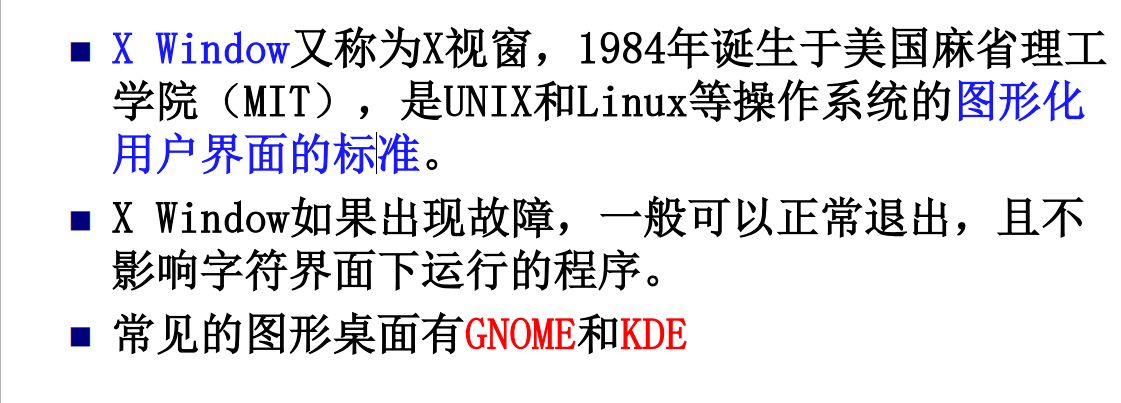 X Window又称为X视窗，1984年诞生于美国麻省理工
学院（MIT），是UNIX和Linux等操作系统的图形化
用户界面的标准。
X Window如果出现故障，一般可以正常退出，且不
影响字符界面下运行的程序。
常见的图形桌面有GNOME和KDE